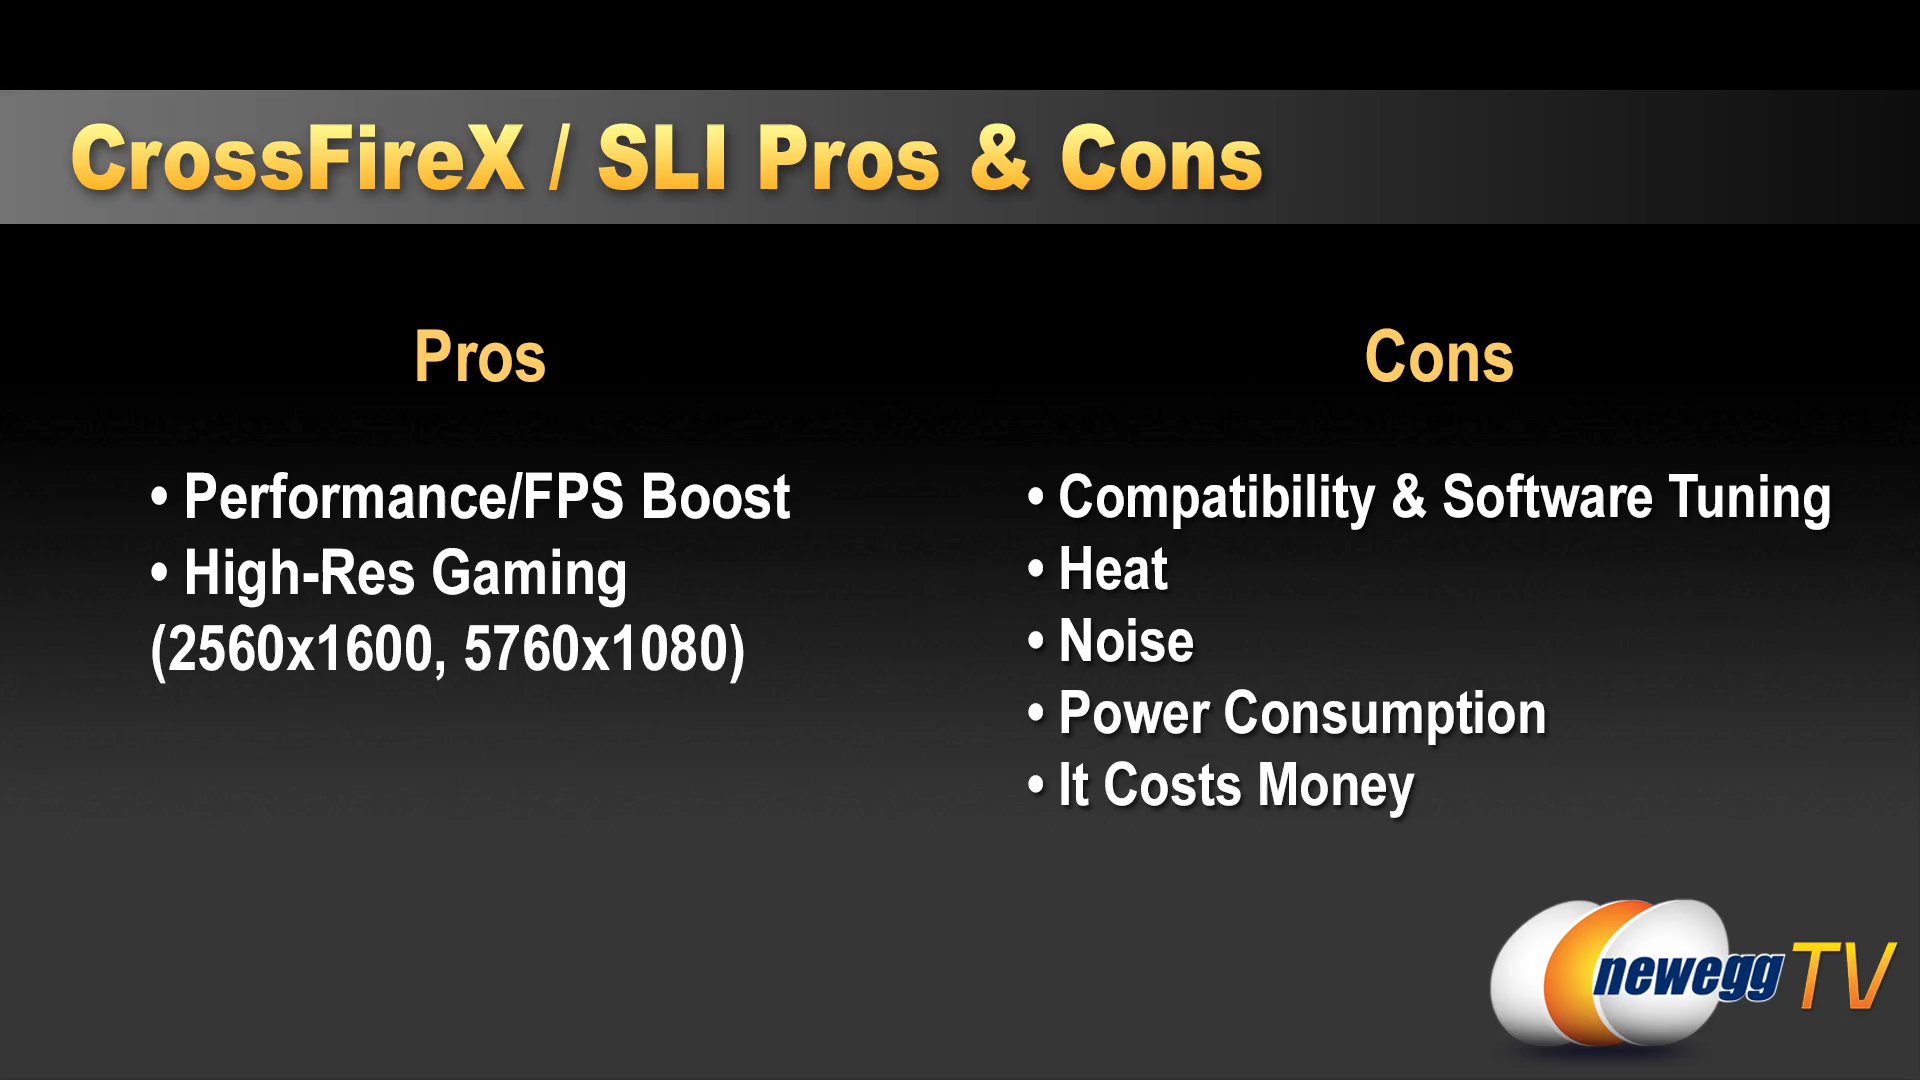 CrossFireX / SLI Pros & Cons
Pros
• Performance/FPS Boost
• High-Res Gaming
(2560x1600, 5760x1080)
Cons
• Compatibility & Software Tuning
• Heat
• Noise
• Power Consumption
• It Costs Money
newegg TV